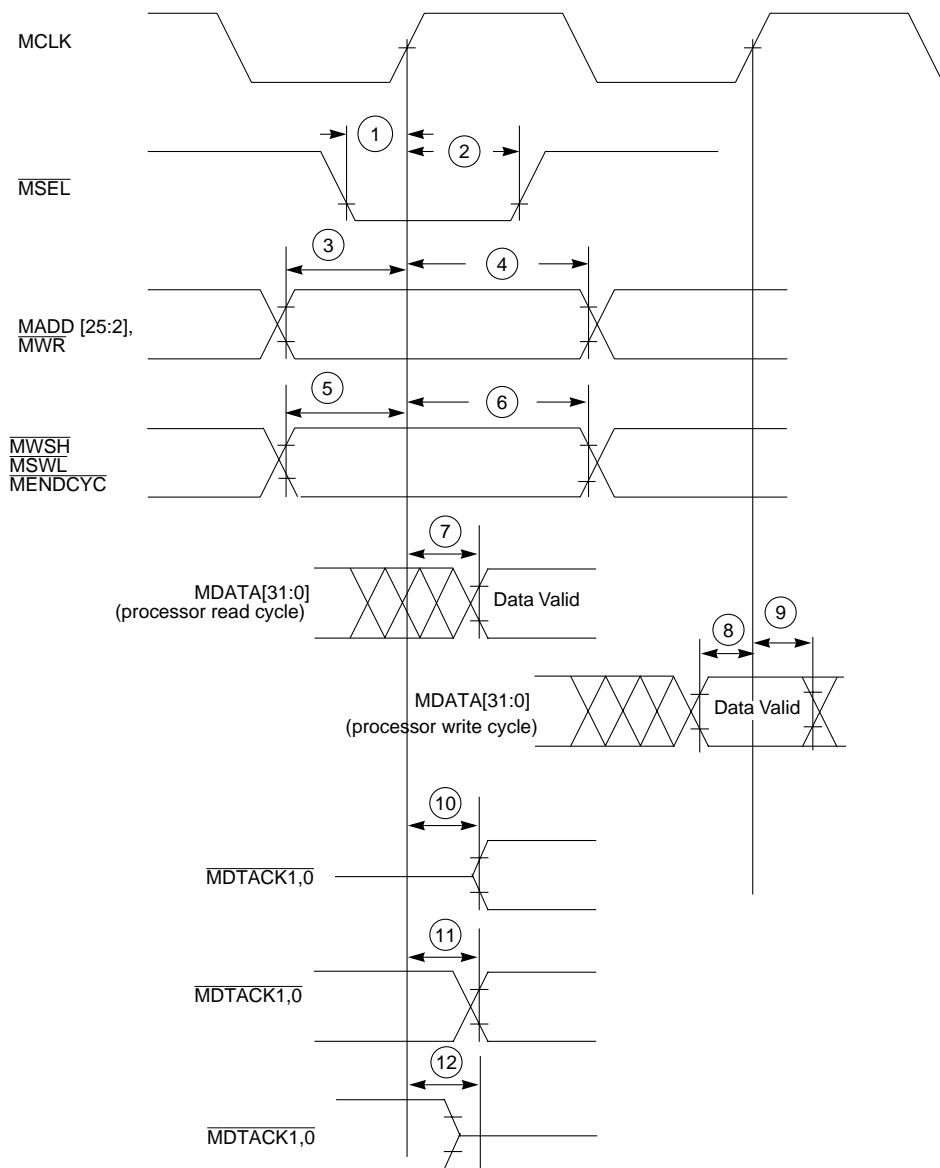 MCLK
1
2
MSEL
3
4
MADD [25:2],
MWR
5
6
MWSH
MSWL
MENDCYC
7
MDATA[31:0]
(processor read cycle)
Data Valid
8
9
MDATA[31:0]
(processor write cycle)
Data Valid
10
MDTACK1,0
11
MDTACK1,0
12
MDTACK1,0